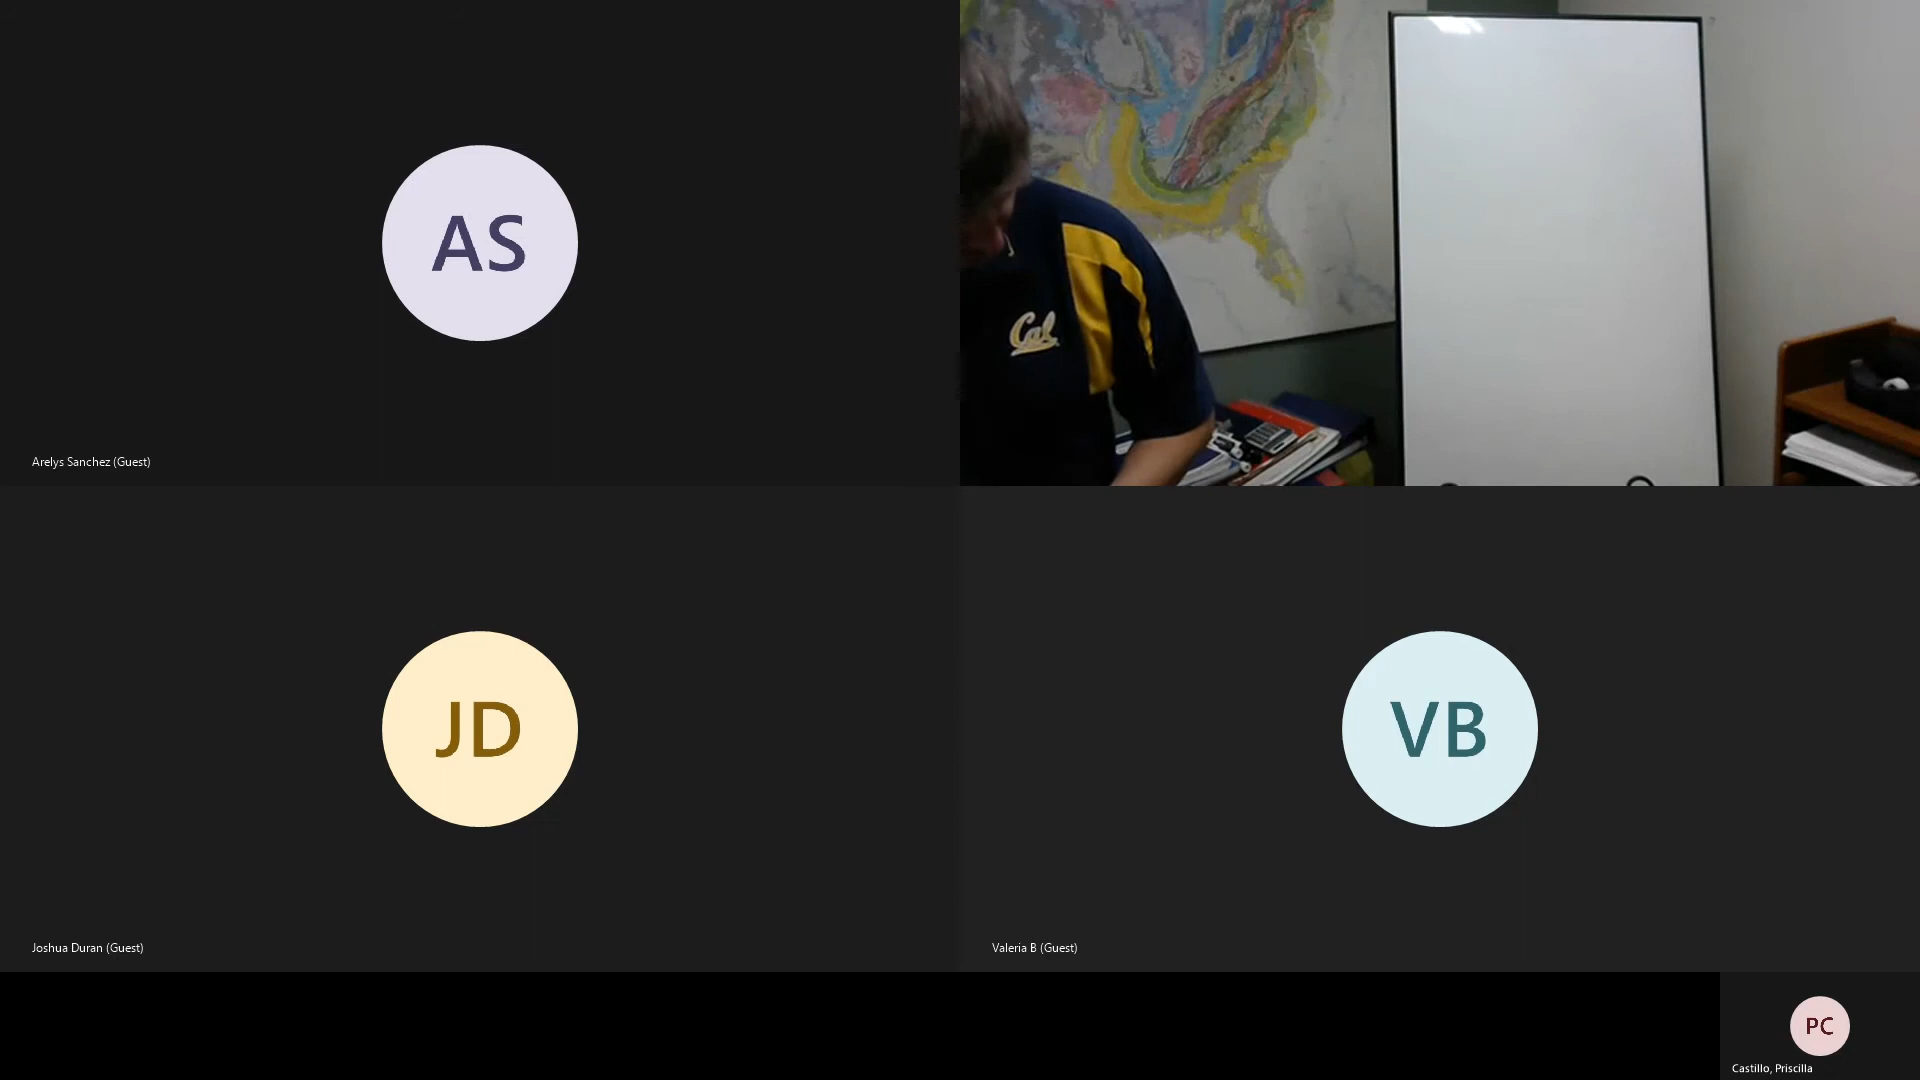 AS
Arelys Sanchez (Guest)
Cal
JD
Joshua Duran (Guest)
VB
Valeria B (Guest)
PC
Castillo, Priscilla